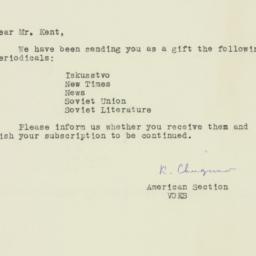 ear Mr. Kent,
We have been sending you as a gift the following
eriodicals:
Iskusstvo
New Times
News
Soviet Union
Soviet Literature
Please inform us whether you receive them and
ish your subscription to be continued.
American Section
VOKS